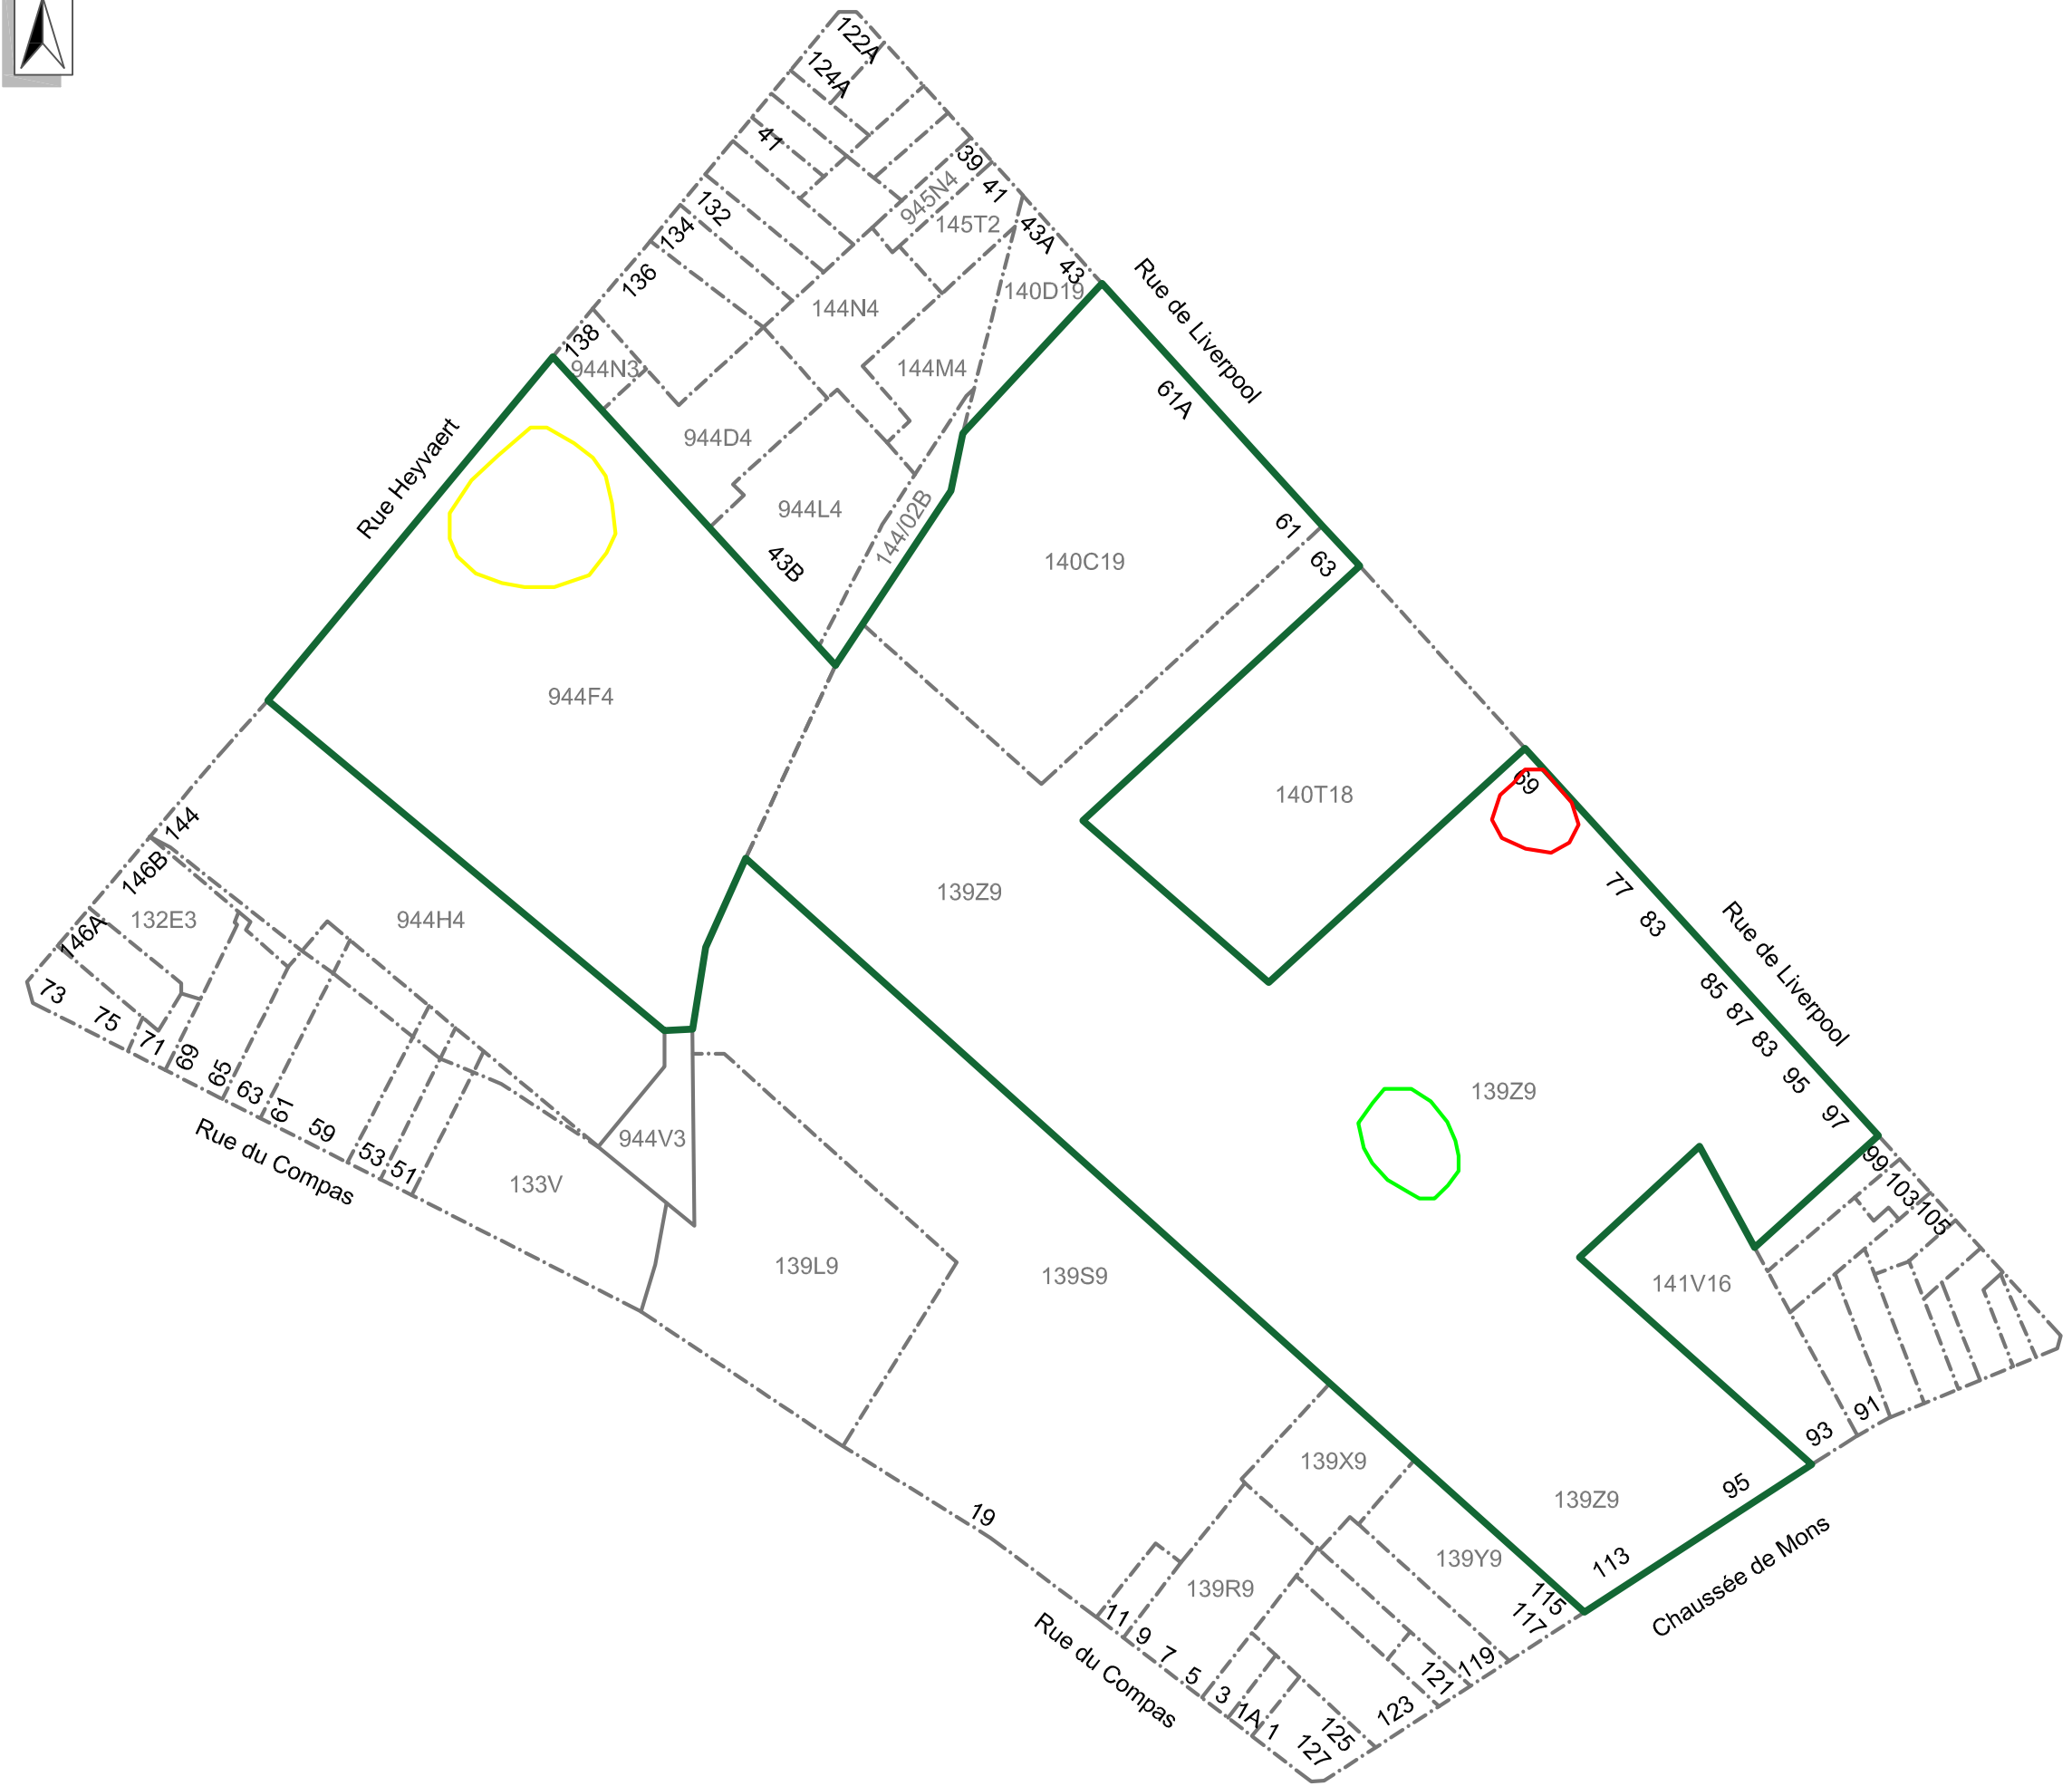 122A
124A
41
132
134
136
138
39
41
43A
43
945N4
145T2
140D19
144N4
144M4
944N3
944D4
944L4
144/02B
43B
Rue de Liverpool
61A
61
63
140C19
Rue Heyvaert
944F4
140T18
69
139Z9
77
83
85
87
83
95
97
Rue de Liverpool
99
103
105
144
146B
146A
132E3
944H4
73
75
71
69
65
63
61
59
53
51
Rue du Compas
944V3
133V
139L9
139S9
139Z9
141V16
91
93
95
139Z9
113
Chaussée de Mons
139X9
139Y9
139R9
115
117
119
121
123
125
127
19
11
9
7
5
3
1A
1
Rue du Compas